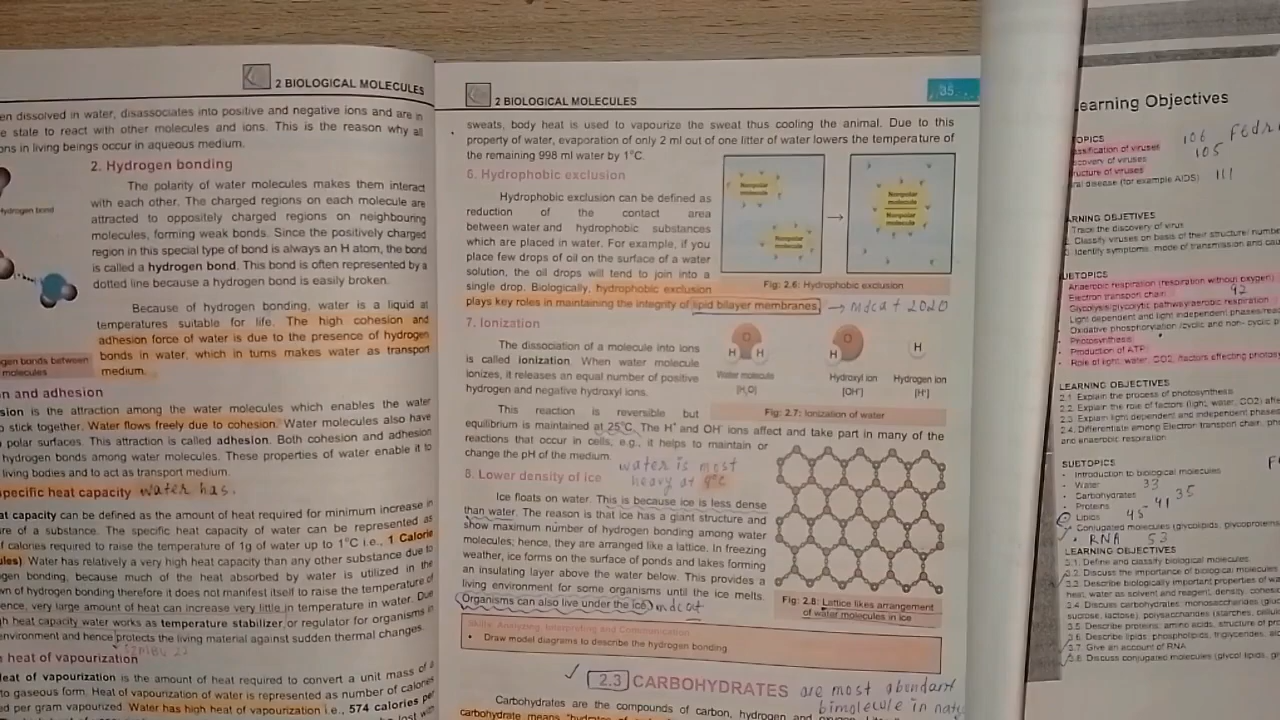 2 BIOLOGICAL MOLECULES
en dissolved in water, disassociates into positive and negative ions and are in
e state to react with other molecules and ions. This is the reason why all
ons in living beings occur in aqueous medium.
2. Hydrogen bonding
The polarity of water molecules makes them interact
with each other. The charged regions on each molecule are
attracted to oppositely charged regions on neighbouring
molecules, forming weak bonds. Since the positively charged
region in this special type of bond is always an H atom, the bond
is called a hydrogen bond. This bond is often represented by a
dotted line because a hydrogen bond is easily broken.
Hydrogen bond
Because of hydrogen bonding, water is a liquid at
temperatures suitable for life. The high cohesion and
adhesion force of water is due to the presence of hydrogen
bonds in water, which in turns makes water as transport
medium.
gen bonds between
molecules
n and adhesion
sion is the attraction among the water molecules which enables the water
o stick together. Water flows freely due to cohesion. Water molecules also have
polar surfaces. This attraction is called adhesion. Both cohesion and adhesion
hydrogen bonds among water molecules. These properties of water enable it to
living bodies and to act as transport medium.
specific heat capacity water has.
at capacity can be defined as the amount of heat required for minimum increase in
ure of a substance. The specific heat capacity of water can be represented as
f calories required to raise the temperature of 1g of water up to 1°C i.e., 1 Calorie
ules) Water has relatively a very high heat capacity than any other substance due to
gen bonding, because much of the heat absorbed by water is utilized in the
wn of hydrogen bonding therefore it does not manifest itself to raise the temperature of
ence, very large amount of heat can increase very little in temperature in water. Due
h heat capacity water works as temperature stabilizer or regulator for organisms in
environment and hence protects the living material against sudden thermal changes.
heat of vapourization
eat of vapourization is the amount of heat required to convert a unit mass of a
to gaseous form. Heat of vapourization of water is represented as number of calories
ed per gram vapourized. Water has high heat of vapourization i.e., 574 calories per
2 BIOLOGICAL MOLECULES
35
sweats, body heat is used to vapourize the sweat thus cooling the animal. Due to this
property of water, evaporation of only 2 ml out of one litter of water lowers the temperature of
the remaining 998 ml water by 1°C.
6. Hydrophobic exclusion
Hydrophobic exclusion can be defined as
reduction of the contact area
between water and hydrophobic substances
which are placed in water. For example, if you
place few drops of oil on the surface of a water
solution, the oil drops will tend to join into a
single drop. Biologically, hydrophobic exclusion
plays key roles in maintaining the integrity of lipid bilayer membranes. → mdcat 2020
Nonpolar molecule
Nonpolar molecule
Nonpolar molecule
Nonpolar molecule
Fig: 2.6: Hydrophobic exclusion
7. Ionization
The dissociation of a molecule into ions
is called ionization. When water molecule
ionizes, it releases an equal number of positive
hydrogen and negative hydroxyl ions.
O H H
O H
H
Water molecule [H₂O]
Hydroxyl ion [OH⁻]
Hydrogen ion [H⁺]
Fig: 2.7: Ionization of water
This reaction is reversible but
equilibrium is maintained at 25°C. The H⁺ and OH⁻ ions affect and take part in many of the
reactions that occur in cells, e.g., it helps to maintain or
change the pH of the medium.
water is most
heavy at 4°C
8. Lower density of ice
Ice floats on water. This is because ice is less dense
than water. The reason is that ice has a giant structure and
show maximum number of hydrogen bonding among water
molecules; hence, they are arranged like a lattice. In freezing
weather, ice forms on the surface of ponds and lakes forming
an insulating layer above the water below. This provides a
living environment for some organisms until the ice melts.
Organisms can also live under the ice. mdcat
Fig: 2.8: Lattice likes arrangement
of water molecules in ice
Skills: Analyzing, Interpreting and Communication
• Draw model diagrams to describe the hydrogen bonding
2.3 CARBOHYDRATES are most abundant
bimolecule in natu
Carbohydrates are the compounds of carbon, hydrogen and
carbohydrate means "hydrates of
earning Objectives
OPICS
assification of viruses 106
scovery of viruses 105
ructure of viruses
ral disease (for example AIDS) 111
ARNING OBJETIVES
Trace the discovery of virus
Classify viruses on basis of their structure/ numbe
Identify symptoms, mode of transmission and cau
UBTOPICS
Anaerobic respiration (respiration without oxygen)
Electron transport chain 92
Glycolysis/glycolytic pathway/aerobic respiration
Light dependent and light independent phases/reac
Oxidative phosphorylation /cyclic and non- cyclic p
Photosynthesis
Production of ATP
Role of light, water, CO2, factors effecting photos
LEARNING OBJECTIVES
2.1. Explain the process of photosynthesis
2.2. Explain the role of factors (light, water, CO2) affe
2.3. Explain light dependent and independent phases
2.4. Differentiate among Electron transport chain, pho
and anaerobic respiration
SUBTOPICS
• Introduction to biological molecules
• Water 33
• Carbohydrates 35
• Proteins 41
Lipids 45
Conjugated molecules (glycolipids, glycoproteins
• RNA 53
LEARNING OBJECTIVES
3.1. Define and classify biological molecules
3.2. Discuss the importance of biological molecules
3.3. Describe biologically important properties of wa
heat, water as solvent and reagent, density, cohesio
3.4. Discuss carbohydrates: monosaccharides (gluc
sucrose, lactose), polysaccharides (starches, cellulo
3.5. Describe proteins: amino acids, structure of pro
3.6. Describe lipids: phospholipids, triglycerides, al
3.7. Give an account of RNA
3.8. Discuss conjugated molecules (glycol lipids, gl